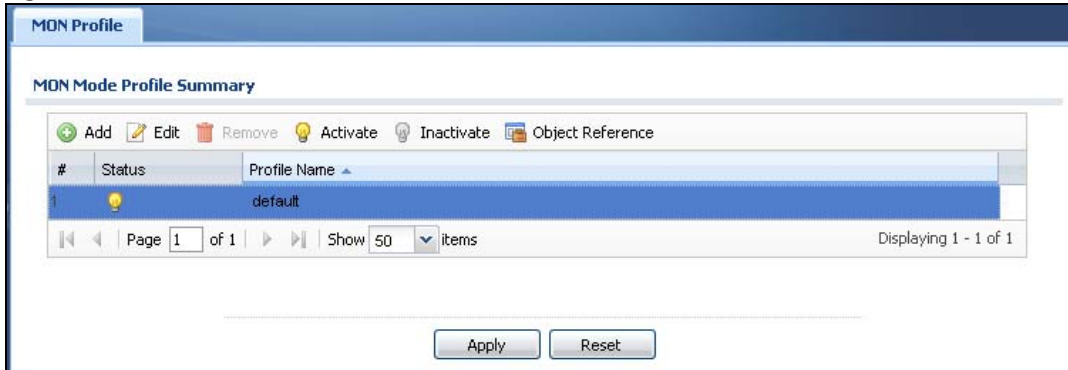 MON Profile
MON Mode Profile Summary
Add Edit Remove Activate Inactivate Object Reference
# Status Profile Name
1 default
Page 1 of 1 Show 50 items Displaying 1 - 1 of 1
Apply Reset